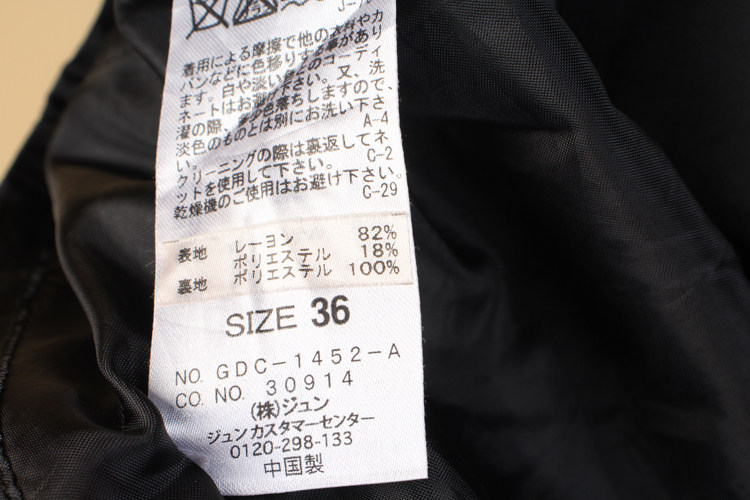 着用による摩擦で他の衣料やカ
バンなどに色移りする事があり
ます。白や淡い色とのコーディ
ネートはお避け下さい。又、洗
濯の際、多少色落ちしますので、
淡色のものとは別にお洗い下さ
い。 A-4
クリーニングの際は裏返してネ
ットを使用して下さい。 C-2
乾燥機のご使用はお避け下さい。
C-29
表地 レーヨン 82%
ポリエステル 18%
裏地 ポリエステル 100%
SIZE 36
NO. GDC-1452-A
CO. NO. 30914
(株)ジュン
ジュンカスタマーセンター
0120-298-133
中国製